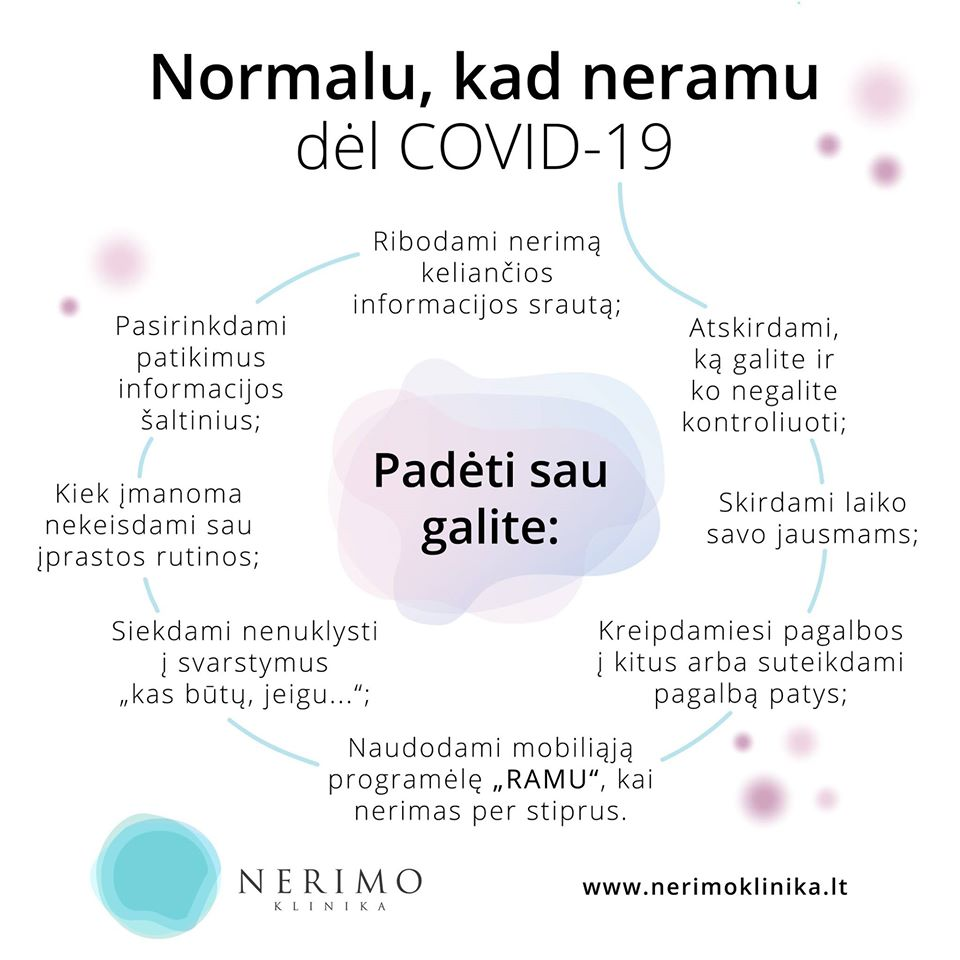 Normalu, kad neramu
dėl COVID-19
Padėti sau
galite:
Ribodami nerimą
keliančios
informacijos srautą;
Atskirdami,
ką galite ir
ko negalite
kontroliuoti;
Skirdami laiko
savo jausmams;
Kreipdamiesi pagalbos
į kitus arba suteikdami
pagalbą patys;
Naudodami mobiliąją
programėlę „RAMU“, kai
nerimas per stiprus.
Siekdami nenuklysti
į svarstymus
„kas būtų, jeigu...“;
Kiek įmanoma
nekeisdami sau
įprastos rutinos;
Pasirinkdami
patikimus
informacijos
šaltinius;
NERIMO
KLINIKA
www.nerimoklinika.lt